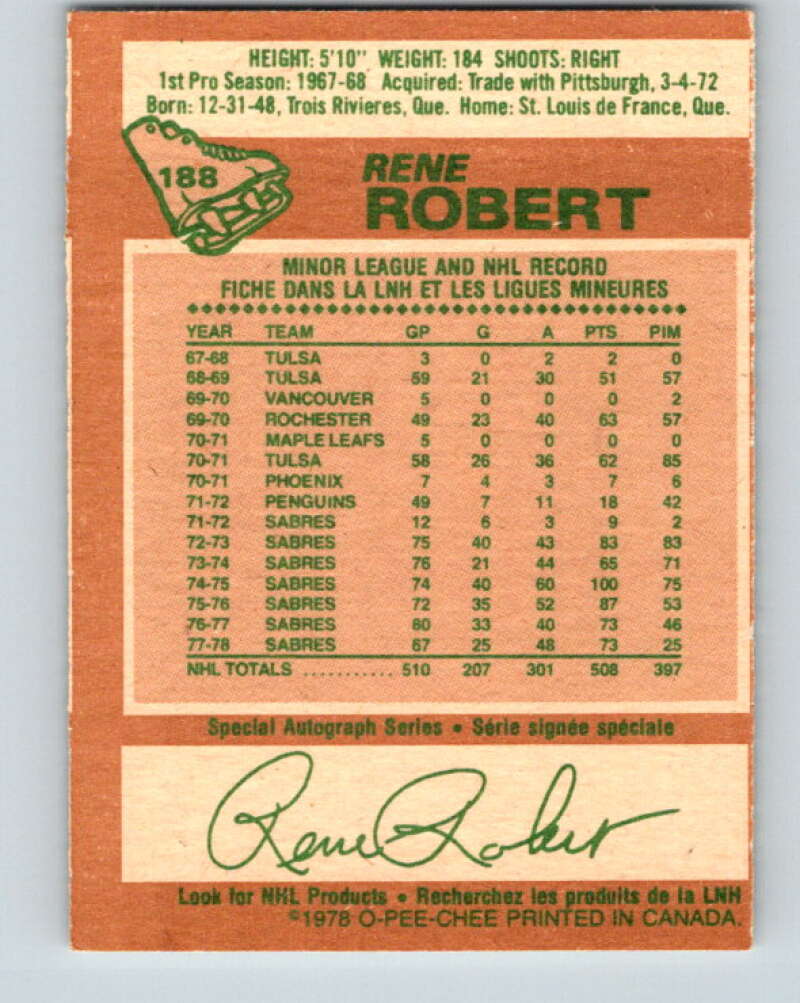 HEIGHT: 5'10" WEIGHT: 184 SHOOTS: RIGHT
1st Pro Season: 1967-68 Acquired: Trade with Pittsburgh, 3-4-72
Born: 12-31-48, Trois Rivieres, Que. Home: St. Louis de France, Que.
188
RENE
ROBERT
MINOR LEAGUE AND NHL RECORD
FICHE DANS LA LNH ET LES LIGUES MINEURES
YEAR TEAM GP G A PTS PIM
67-68 TULSA 3 0 2 2 0
68-69 TULSA 59 21 30 51 57
69-70 VANCOUVER 5 0 0 0 2
69-70 ROCHESTER 49 23 40 63 57
70-71 MAPLE LEAFS 5 0 0 0 0
70-71 TULSA 58 26 36 62 85
70-71 PHOENIX 7 4 3 7 6
71-72 PENGUINS 49 7 11 18 42
71-72 SABRES 12 6 3 9 2
72-73 SABRES 75 40 43 83 83
73-74 SABRES 76 21 44 65 71
74-75 SABRES 74 40 60 100 75
75-76 SABRES 72 35 52 87 53
76-77 SABRES 80 33 40 73 46
77-78 SABRES 67 25 48 73 25
NHL TOTALS ........... 510 207 301 508 397
Special Autograph Series • Série signée spéciale
Rene Robert
Look for NHL Products • Recherchez les produits de la LNH
©1978 O-PEE-CHEE PRINTED IN CANADA.